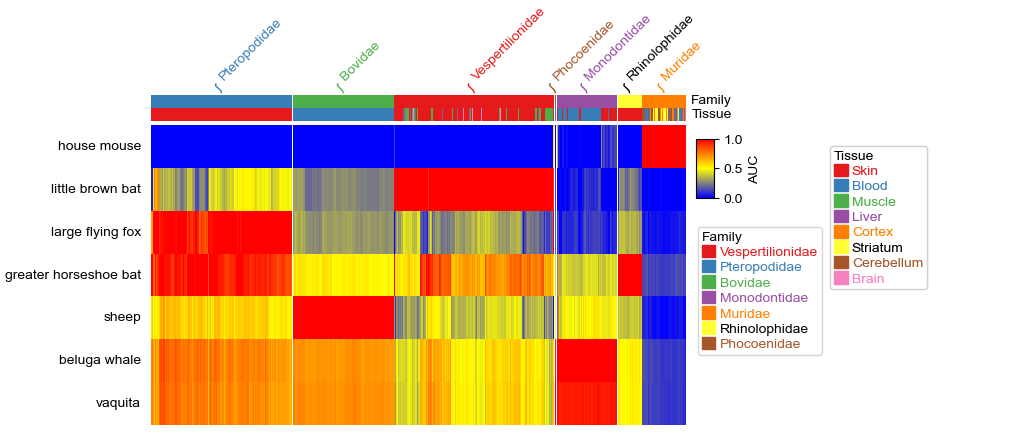 ʃ Pteropodidae
ʃ Bovidae
ʃ Vespertilionidae
ʃ Phocoenidae
ʃ Monodontidae
ʃ Rhinolophidae
ʃ Muridae
Family
Tissue
house mouse
little brown bat
large flying fox
greater horseshoe bat
sheep
beluga whale
vaquita
1.0
0.5
0.0
AUC
Family
Vespertilionidae
Pteropodidae
Bovidae
Monodontidae
Muridae
Rhinolophidae
Phocoenidae
Tissue
Skin
Blood
Muscle
Liver
Cortex
Striatum
Cerebellum
Brain